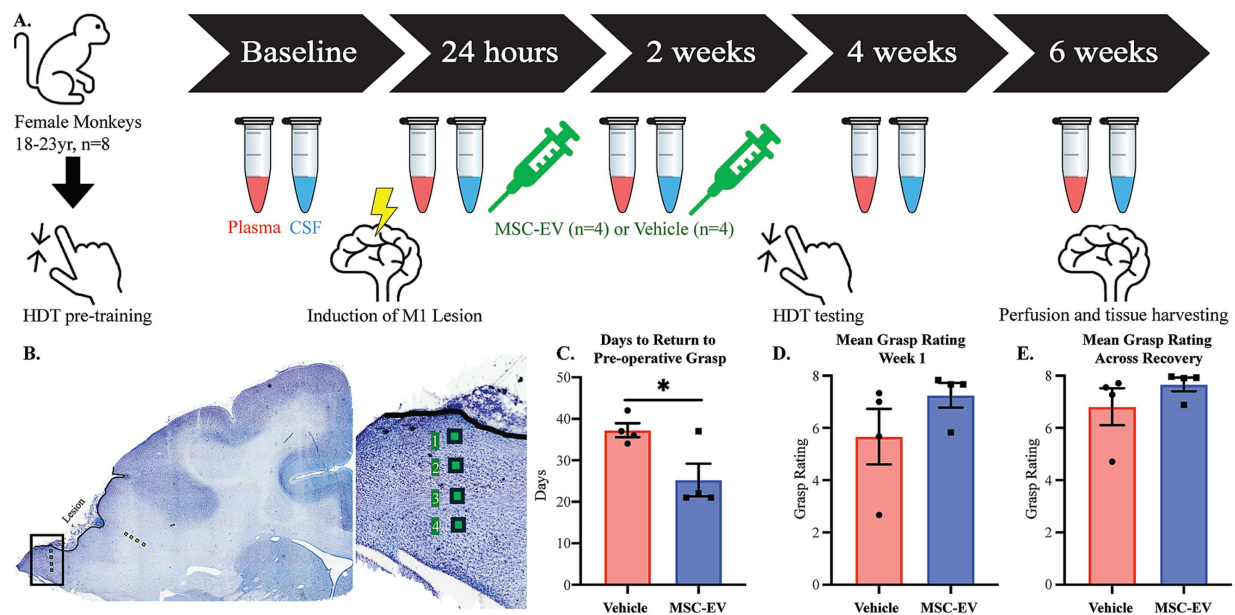 A.
Baseline
24 hours
2 weeks
4 weeks
6 weeks
Female Monkeys
18-23yr, n=8
Plasma CSF
MSC-EV (n=4) or Vehicle (n=4)
HDT pre-training
Induction of M1 Lesion
HDT testing
Perfusion and tissue harvesting
B.
Lesion
1
2
3
4
C.
Days to Return to
Pre-operative Grasp
Days
50
40
30
20
10
0
*
Vehicle
MSC-EV
D.
Mean Grasp Rating
Week 1
Grasp Rating
8
6
4
2
0
Vehicle
MSC-EV
E.
Mean Grasp Rating
Across Recovery
Grasp Rating
8
6
4
2
0
Vehicle
MSC-EV